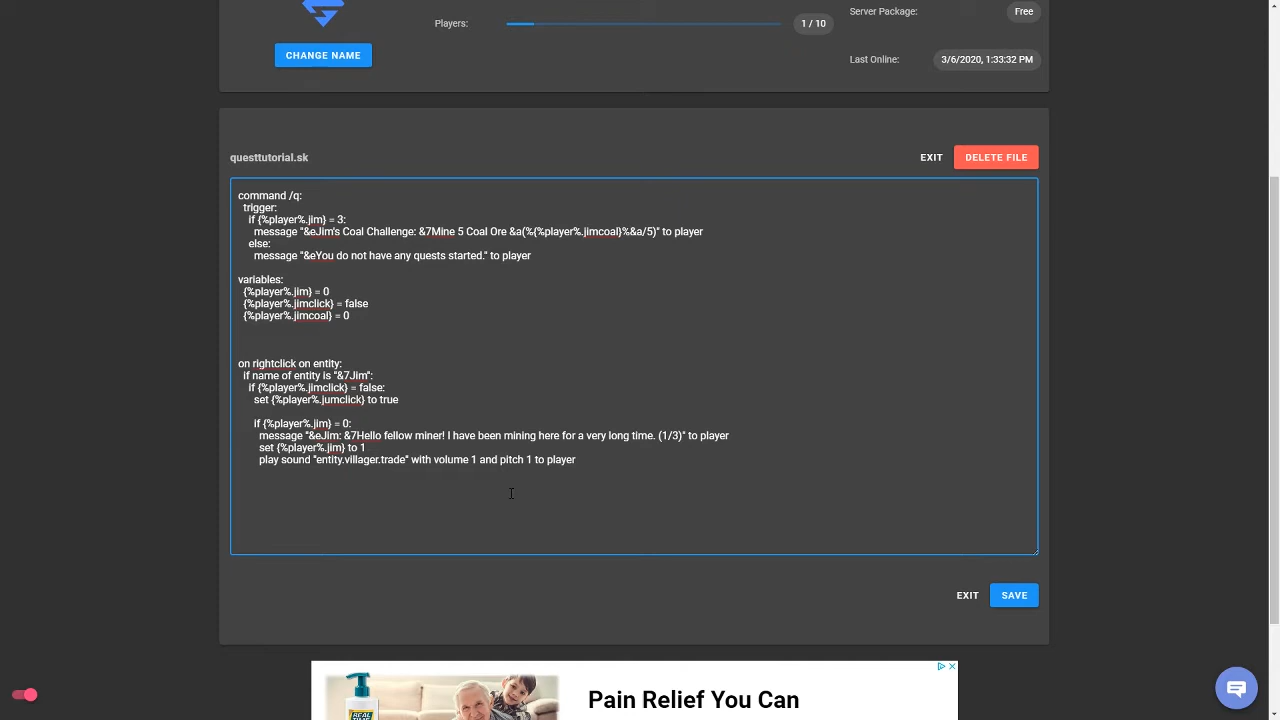 Players:
1 / 10
Server Package:
Free
CHANGE NAME
Last Online:
3/6/2020, 1:33:32 PM
questtutorial.sk
EXIT
DELETE FILE
command /q:
trigger:
if {%player%.jim} = 3:
message "&eJim's Coal Challenge: &7Mine 5 Coal Ore &a(%{%player%.jimcoal}%&a/5)" to player
else:
message "&eYou do not have any quests started." to player
variables:
{%player%.jim} = 0
{%player%.jimclick} = false
{%player%.jimcoal} = 0
on rightclick on entity:
if name of entity is "&7Jim":
if {%player%.jimclick} = false:
set {%player%.jumclick} to true
if {%player%.jim} = 0:
message "&eJim: &7Hello fellow miner! I have been mining here for a very long time. (1/3)" to player
set {%player%.jim} to 1
play sound "entity.villager.trade" with volume 1 and pitch 1 to player
EXIT
SAVE
Pain Relief You Can